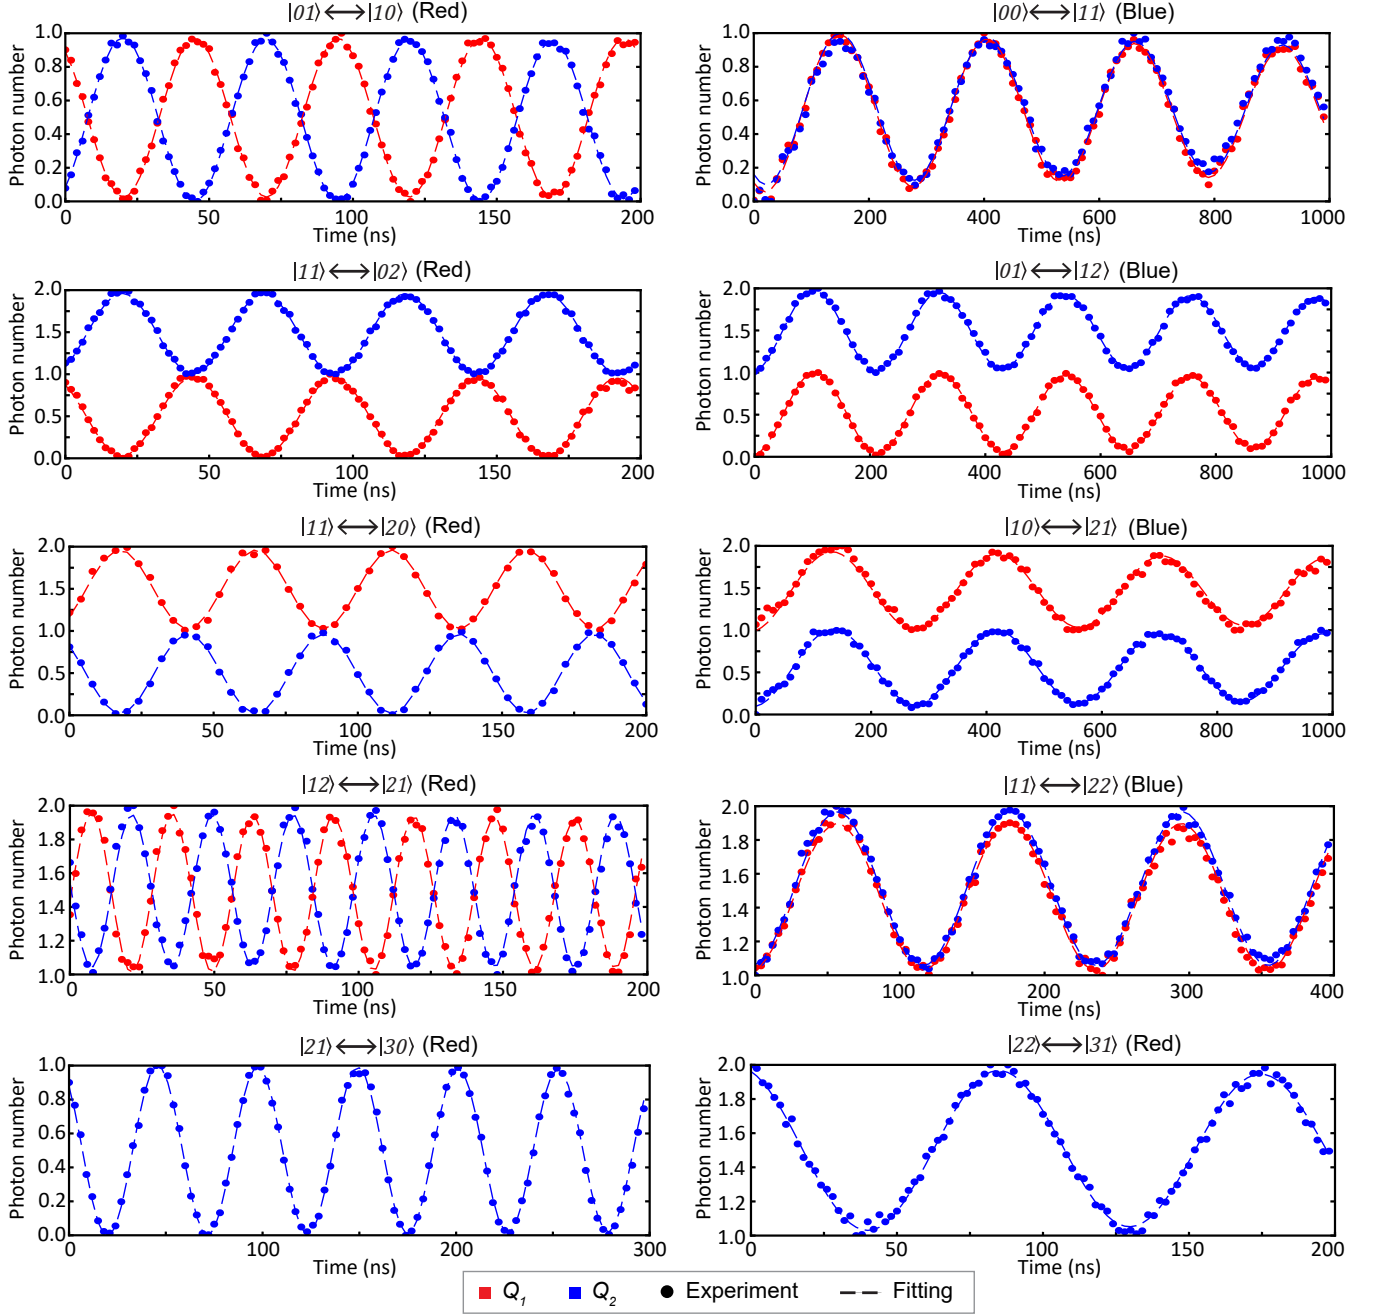 |01⟩⟷|10⟩ (Red)
Photon number
1.0
0.8
0.6
0.4
0.2
0.0
0 50 100 150 200
Time (ns)
|00⟩⟷|11⟩ (Blue)
Photon number
1.0
0.8
0.6
0.4
0.2
0.0
0 200 400 600 800 1000
Time (ns)
|11⟩⟷|02⟩ (Red)
Photon number
2.0
1.5
1.0
0.5
0.0
0 50 100 150 200
Time (ns)
|01⟩⟷|12⟩ (Blue)
Photon number
2.0
1.5
1.0
0.5
0.0
0 200 400 600 800 1000
Time (ns)
|11⟩⟷|20⟩ (Red)
Photon number
2.0
1.5
1.0
0.5
0.0
0 50 100 150 200
Time (ns)
|10⟩⟷|21⟩ (Blue)
Photon number
2.0
1.5
1.0
0.5
0.0
0 200 400 600 800 1000
Time (ns)
|12⟩⟷|21⟩ (Red)
Photon number
2.0
1.8
1.6
1.4
1.2
1.0
0 50 100 150 200
Time (ns)
|11⟩⟷|22⟩ (Blue)
Photon number
2.0
1.8
1.6
1.4
1.2
1.0
0 100 200 300 400
Time (ns)
|21⟩⟷|30⟩ (Red)
Photon number
1.0
0.8
0.6
0.4
0.2
0.0
0 100 200 300
Time (ns)
|22⟩⟷|31⟩ (Red)
Photon number
2.0
1.8
1.6
1.4
1.2
1.0
0 50 100 150 200
Time (ns)
Q1 Q2 Experiment Fitting